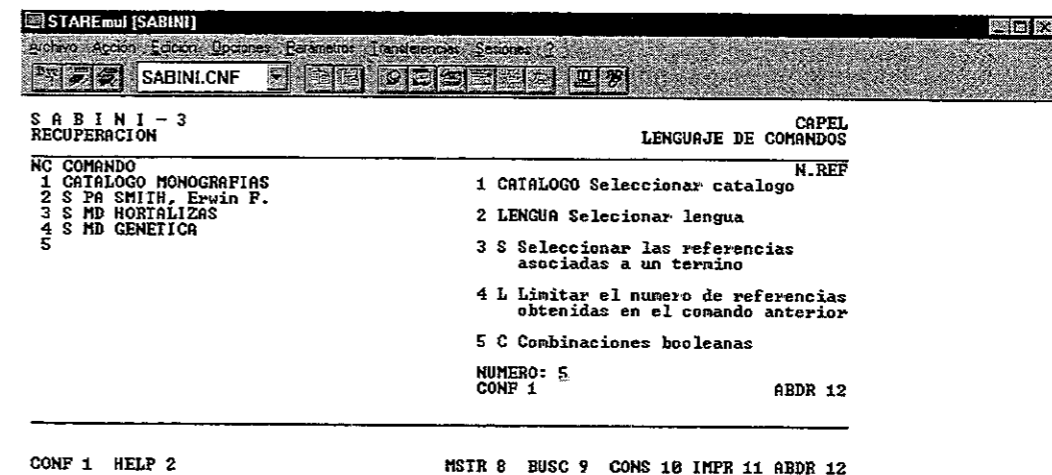 STAREmul [SABINI]
Archivo Acción Edición Opciones Parámetros Transferencias Sesiones ?
SABINI.CNF
S A B I N I - 3 CAPEL
RECUPERACION LENGUAJE DE COMANDOS
NC COMANDO N.REF
1 CATALOGO MONOGRAFIAS
2 S PA SMITH, Erwin F.
3 S MD HORTALIZAS
4 S MD GENETICA
5
1 CATALOGO Seleccionar catalogo
2 LENGUA Selecionar lengua
3 S Seleccionar las referencias
asociadas a un termino
4 L Limitar el numero de referencias
obtenidas en el comando anterior
5 C Combinaciones booleanas
NUMERO: 5
CONF 1 ABDR 12
CONF 1 HELP 2 MSTR 8 BUSC 9 CONS 10 IMPR 11 ABDR 12